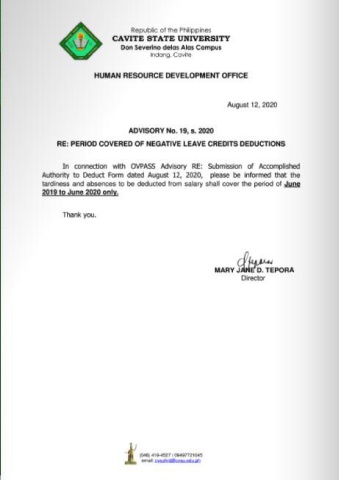 Republic of the Philippines
CAVITE STATE UNIVERSITY
Don Severino delas Alas Campus
Indang, Cavite
HUMAN RESOURCE DEVELOPMENT OFFICE
August 12, 2020
ADVISORY No. 19, s. 2020
RE: PERIOD COVERED OF NEGATIVE LEAVE CREDITS DEDUCTIONS
In connection with OVPASS Advisory RE: Submission of Accomplished
Authority to Deduct Form dated August 12, 2020, please be informed that the
tardiness and absences to be deducted from salary shall cover the period of June
2019 to June 2020 only.
Thank you.
MARY JANE D. TEPORA
Director
(046) 419-4527 / 09497731045
email: